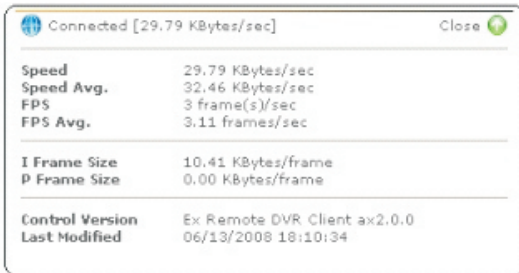 Connected [29.79 KBytes/sec] Close
Speed 29.79 KBytes/sec
Speed Avg. 32.46 KBytes/sec
FPS 3 frame(s)/sec
FPS Avg. 3.11 frames/sec
I Frame Size 10.41 KBytes/frame
P Frame Size 0.00 KBytes/frame
Control Version Ex Remote DVR Client ax2.0.0
Last Modified 06/13/2008 18:10:34